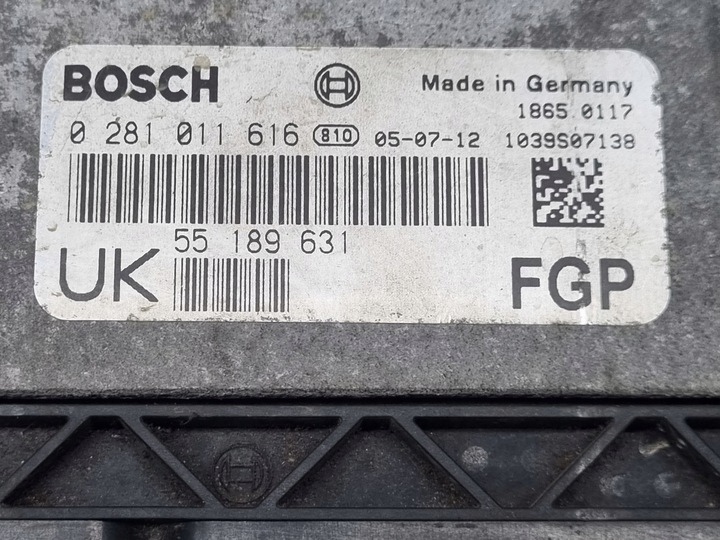 BOSCH
Made in Germany
1865 0117
0 281 011 616 810 05-07-12 1039S07138
55 189 631
UK
FGP